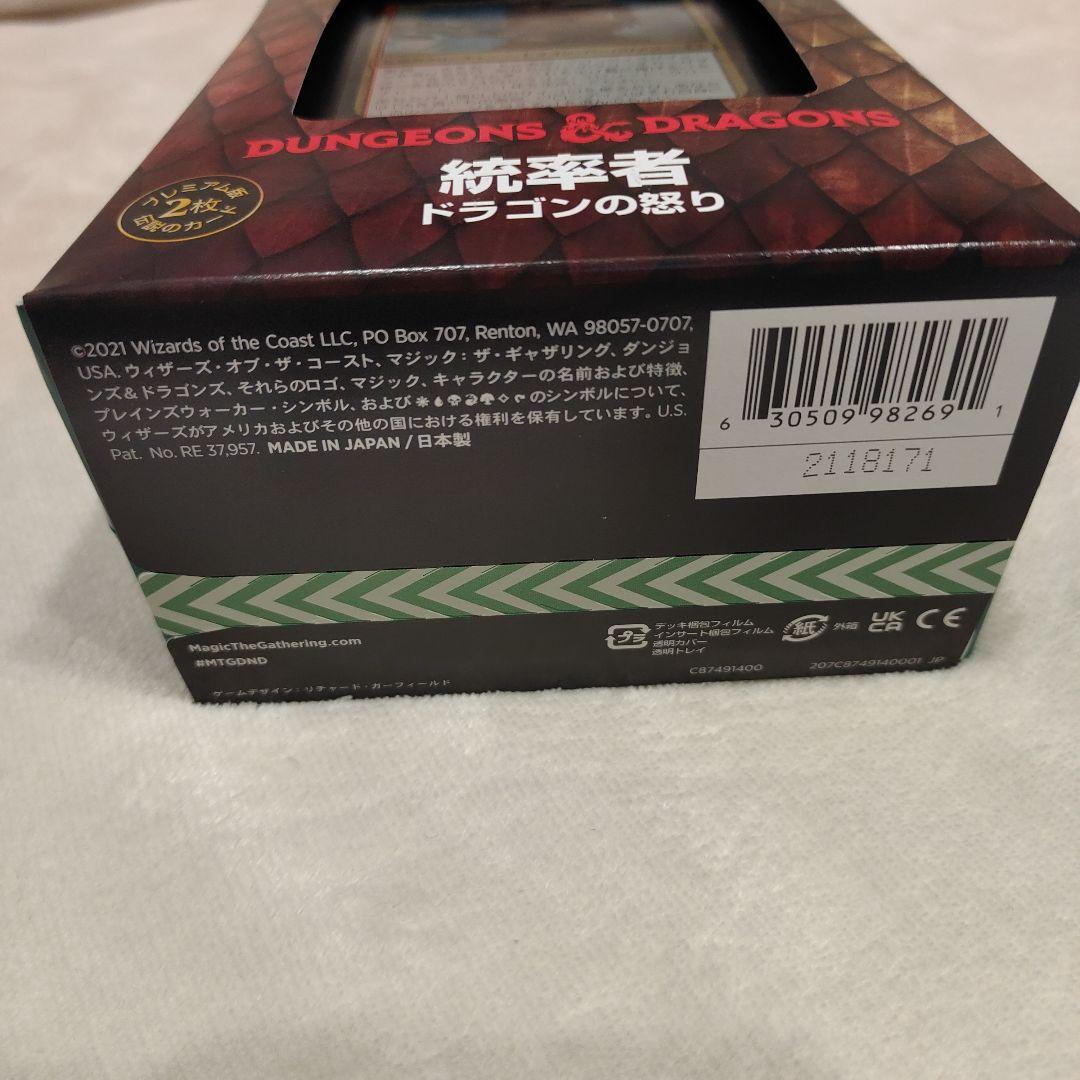 DUNGEONS & DRAGONS
統率者
ドラゴンの怒り
プレミアム版
2枚
伝説のカード
©2021 Wizards of the Coast LLC, PO Box 707, Renton, WA 98057-0707,
USA. ウィザーズ・オブ・ザ・コースト、マジック：ザ・ギャザリング、ダンジョ
ンズ&ドラゴンズ、それらのロゴ、マジック、キャラクターの名前および特徴、
プレインズウォーカー・シンボル、および のシンボルについて、
ウィザーズがアメリカおよびその他の国における権利を保有しています。U.S.
Pat. No. RE 37,957. MADE IN JAPAN / 日本製
6 30509 98269 1
2118171
MagicTheGathering.com
#MTGDND
ゲームデザイン：リチャード・ガーフィールド
プラ
デッキ梱包フィルム
インサート梱包フィルム
透明カバー
透明トレイ
紙 外箱
UK
CA CE
C87491400
207C8749140001 JP